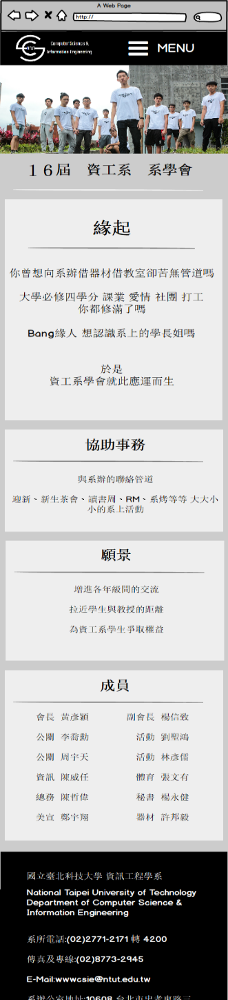 A Web Page
http://
NTUT
Computer Science &
Information Engineering
MENU
16屆 資工系 系學會
緣起
你曾想向系辦借器材借教室卻苦無管道嗎
大學必修四學分 課業 愛情 社團 打工
你都修滿了嗎
Bang緣人 想認識系上的學長姐嗎
於是
資工系學會就此應運而生
協助事務
與系辦的聯絡管道
迎新、新生茶會、讀書周、RM、系烤等等 大大小
小的系上活動
願景
增進各年級間的交流
拉近學生與教授的距離
為資工系學生爭取權益
成員
會長 黃彥穎 副會長 楊信致
公關 李喬勳 活動 劉聖鴻
公關 周宇天 活動 林彥儒
資訊 陳威任 體育 張文有
總務 陳哲偉 秘書 楊永健
美宣 鄭宇翔 器材 許邦毅
國立臺北科技大學 資訊工程學系
National Taipei University of Technology
Department of Computer Science &
Information Engineering
系所電話:(02)2771-2171 轉 4200
傳真及專線:(02)8773-2945
E-Mail:wwwcsie@ntut.edu.tw
系辦公室地址:10608 台北市忠孝東路三